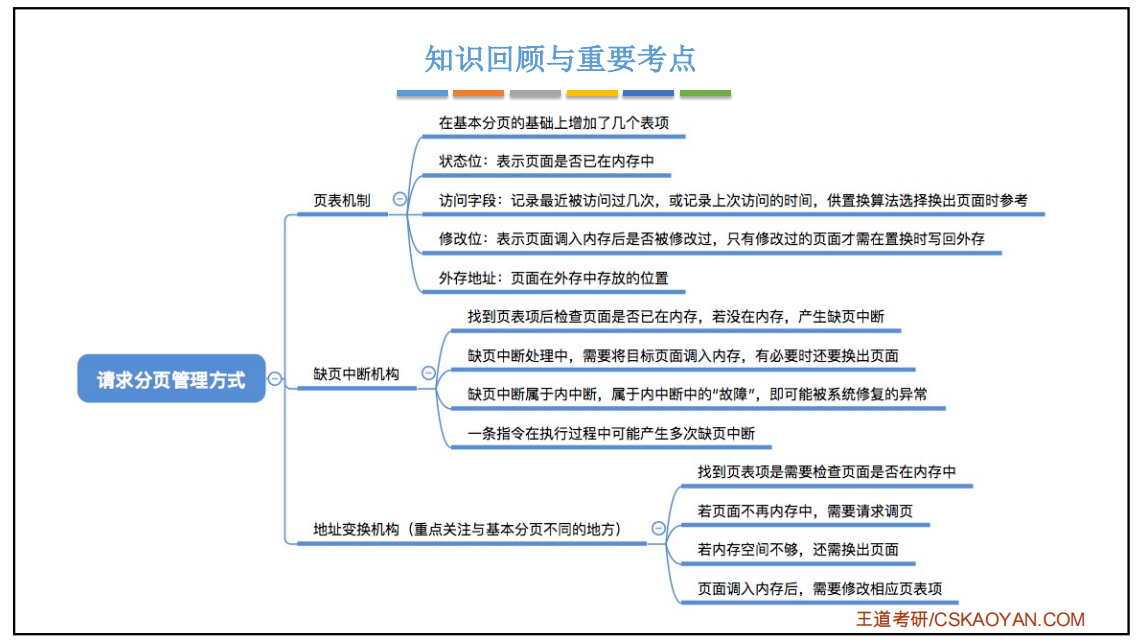 知识回顾与重要考点
请求分页管理方式
页表机制
在基本分页的基础上增加了几个表项
状态位：表示页面是否已在内存中
访问字段：记录最近被访问过几次，或记录上次访问的时间，供置换算法选择换出页面时参考
修改位：表示页面调入内存后是否被修改过，只有修改过的页面才需在置换时写回外存
外存地址：页面在外存中存放的位置
缺页中断机构
找到页表项后检查页面是否已在内存，若没在内存，产生缺页中断
缺页中断处理中，需要将目标页面调入内存，有必要时还要换出页面
缺页中断属于内中断，属于内中断中的“故障”，即可能被系统修复的异常
一条指令在执行过程中可能产生多次缺页中断
地址变换机构（重点关注与基本分页不同的地方）
找到页表项是需要检查页面是否在内存中
若页面不再内存中，需要请求调页
若内存空间不够，还需换出页面
页面调入内存后，需要修改相应页表项
王道考研/CSKAOYAN.COM